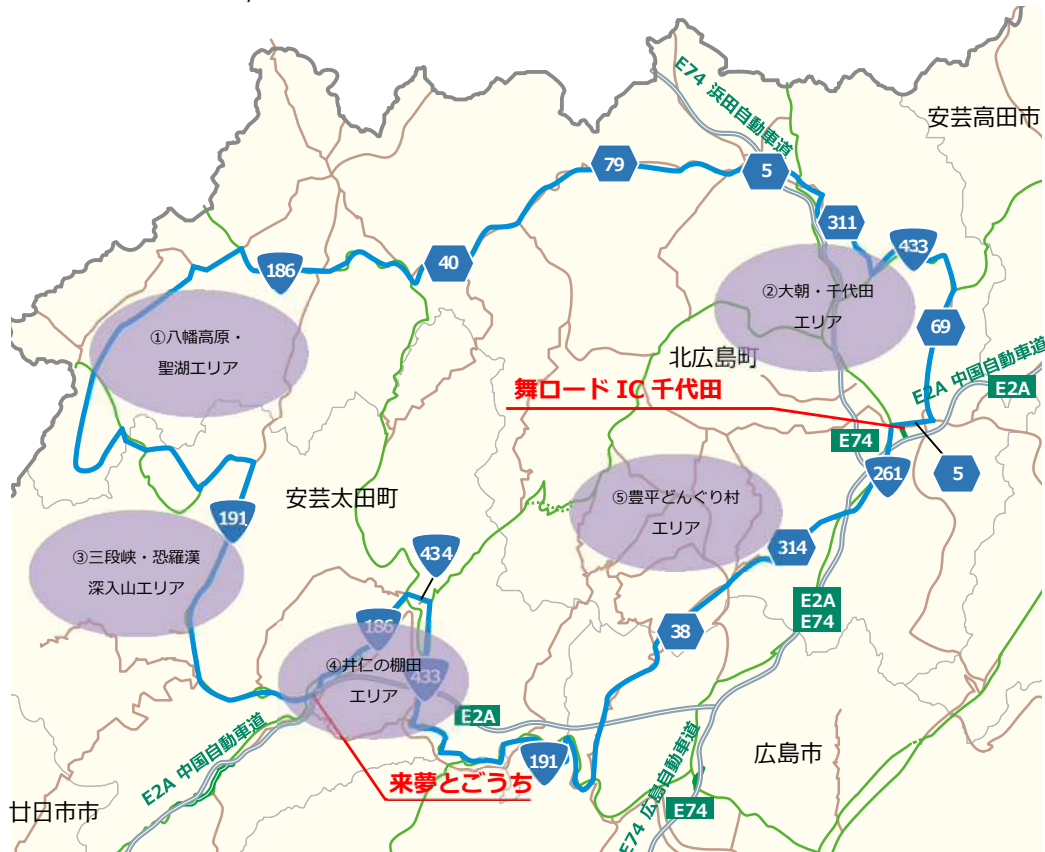 E74 浜田自動車道
安芸高田市
79
5
311
433
186
40
②大朝・千代田
エリア
69
①八幡高原・
聖湖エリア
北広島町
E2A 中国自動車道
E2A
舞ロード IC 千代田
E74
261
5
安芸太田町
⑤豊平どんぐり村
エリア
191
③三段峡・恐羅漢
深入山エリア
434
314
E2A
E74
186
38
④井仁の棚田
エリア
433
E2A
E2A 中国自動車道
191
来夢とごうち
広島市
E74 広島自動車道
E74
廿日市市